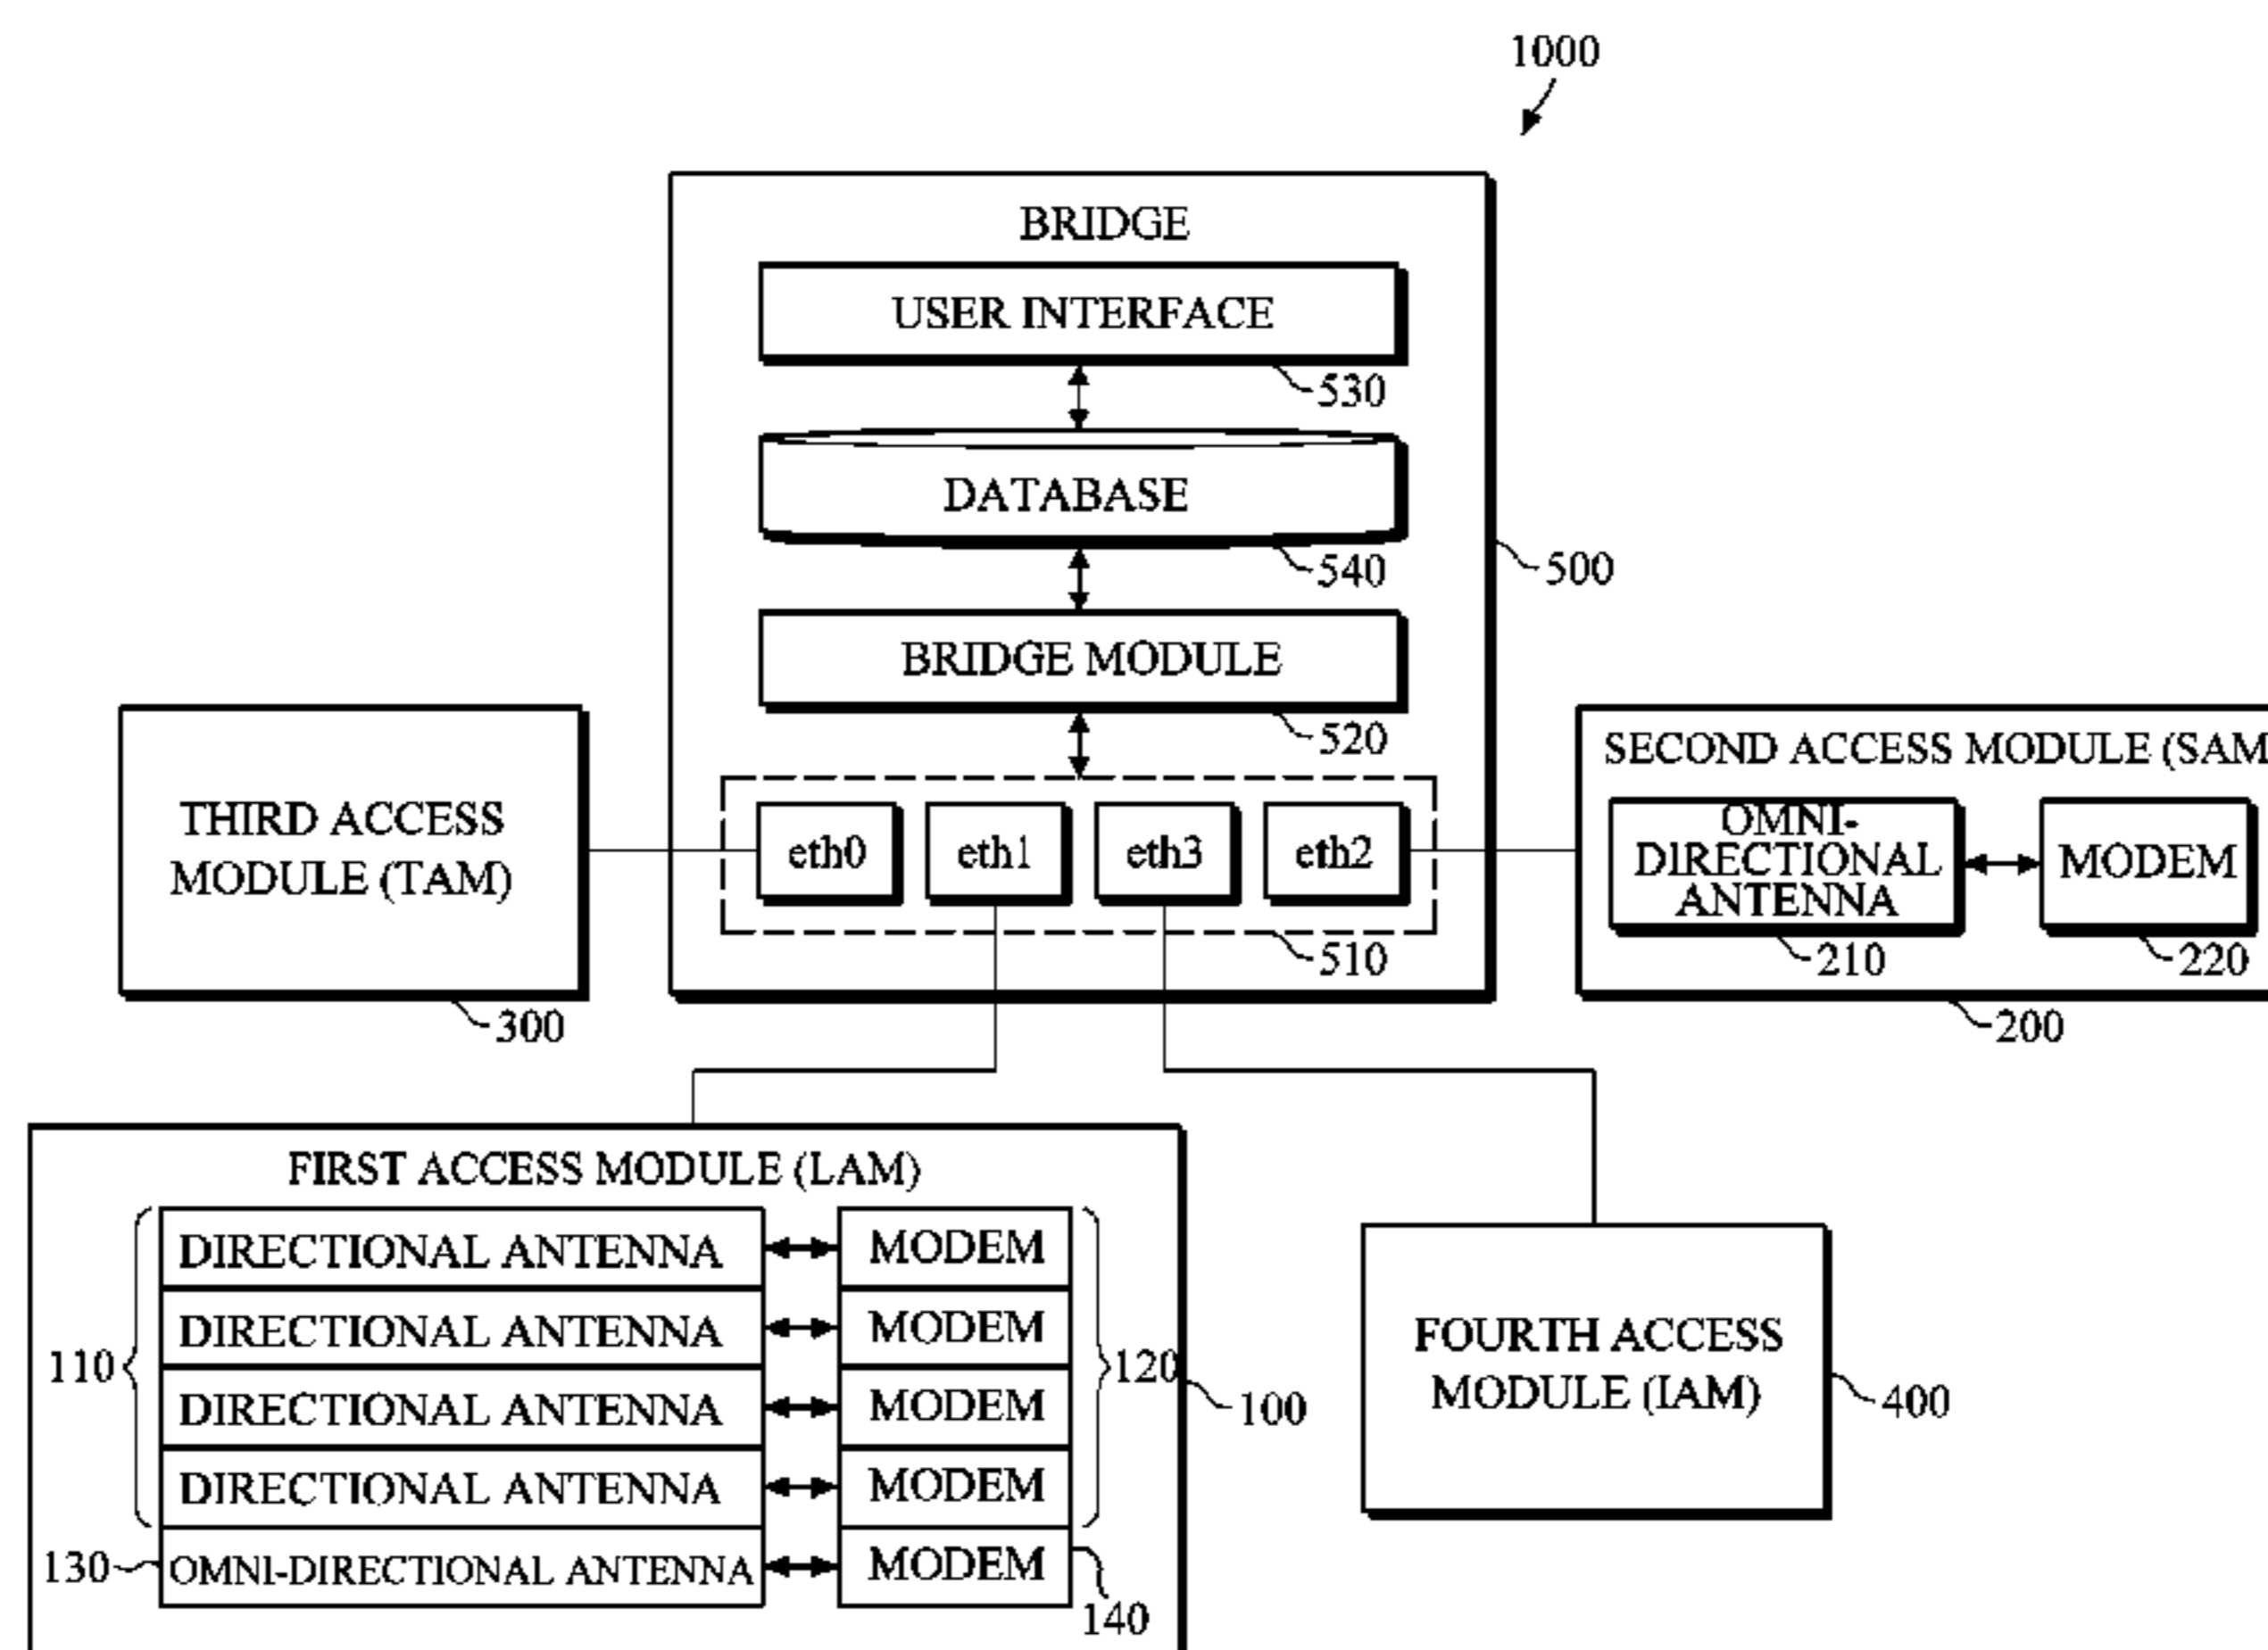 1000
BRIDGE
USER INTERFACE
530
DATABASE
540
500
BRIDGE MODULE
520
THIRD ACCESS
MODULE (TAM)
300
eth0
eth1
eth3
eth2
510
SECOND ACCESS MODULE (SAM
OMNI-
DIRECTIONAL
ANTENNA
MODEM
210
220
200
FIRST ACCESS MODULE (LAM)
DIRECTIONAL ANTENNA
MODEM
DIRECTIONAL ANTENNA
MODEM
110
120
DIRECTIONAL ANTENNA
MODEM
100
DIRECTIONAL ANTENNA
MODEM
130
OMNI-DIRECTIONAL ANTENNA
MODEM
140
FOURTH ACCESS
MODULE (IAM)
400